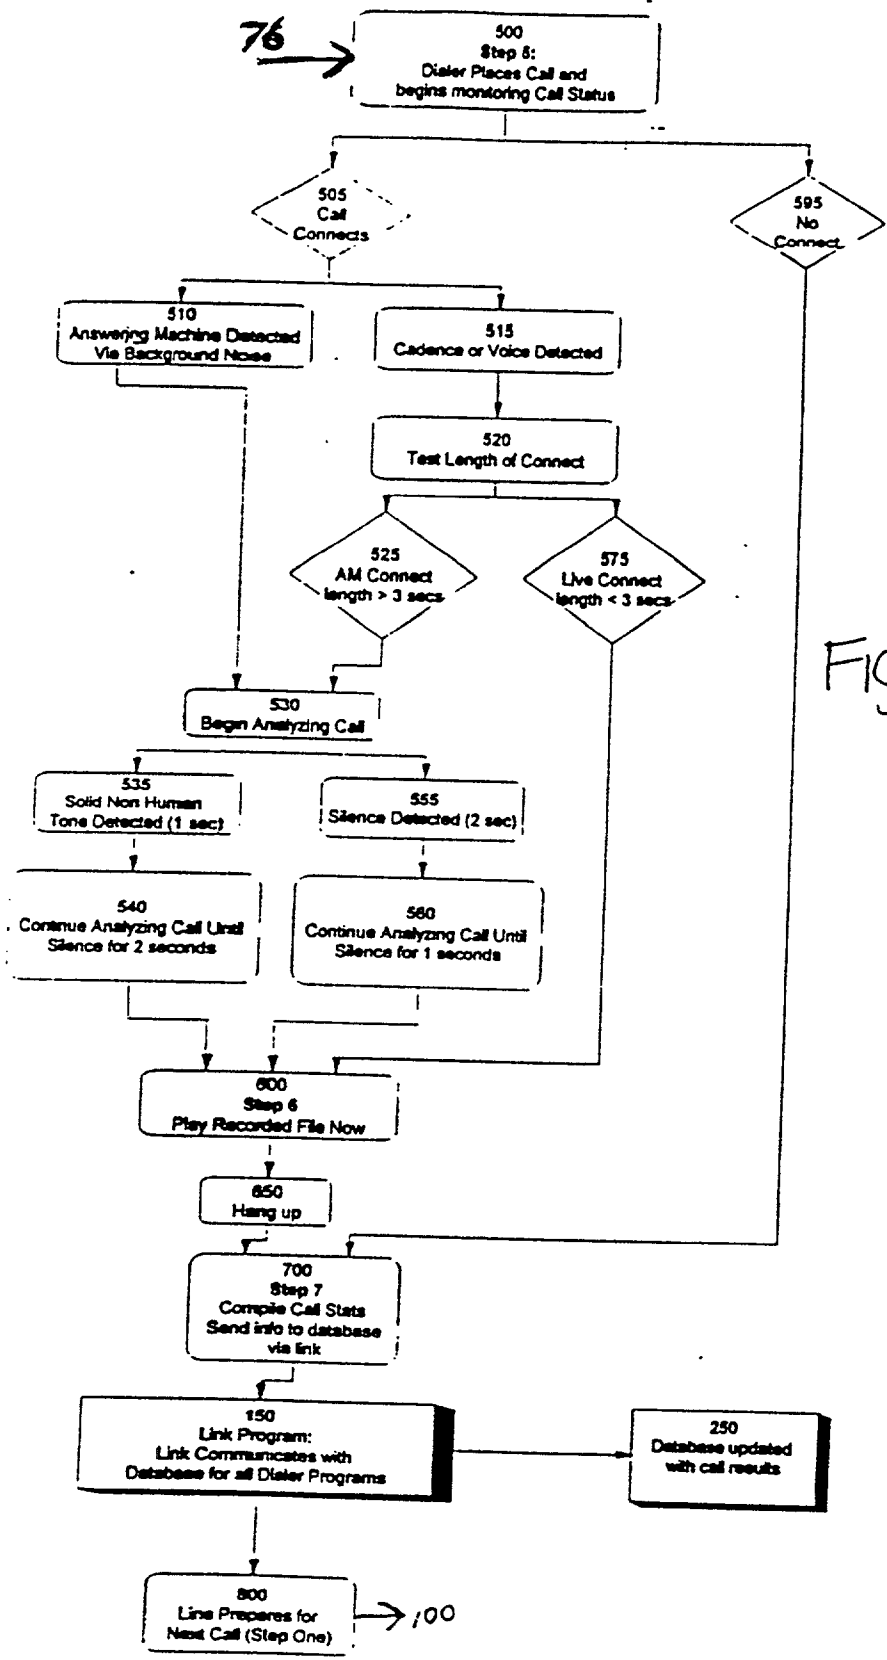 76
500
Step 5:
Dialer Places Call and
begins monitoring Call Status
505
Call
Connects
595
No
Connect
510
Answering Machine Detected
Via Background Noise
515
Cadence or Voice Detected
520
Test Length of Connect
525
AM Connect
length > 3 secs
575
Live Connect
length < 3 secs
530
Begin Analyzing Call
535
Solid Non Human
Tone Detected (1 sec)
555
Silence Detected (2 sec)
540
Continue Analyzing Call Until
Silence for 2 seconds
560
Continue Analyzing Call Until
Silence for 1 seconds
600
Step 6
Play Recorded File Now
650
Hang up
700
Step 7
Compile Call Stats
Send info to database
via link
150
Link Program:
Link Communicates with
Database for all Dialer Programs
250
Database updated
with call results
800
Line Prepares for
Next Call (Step One)
100